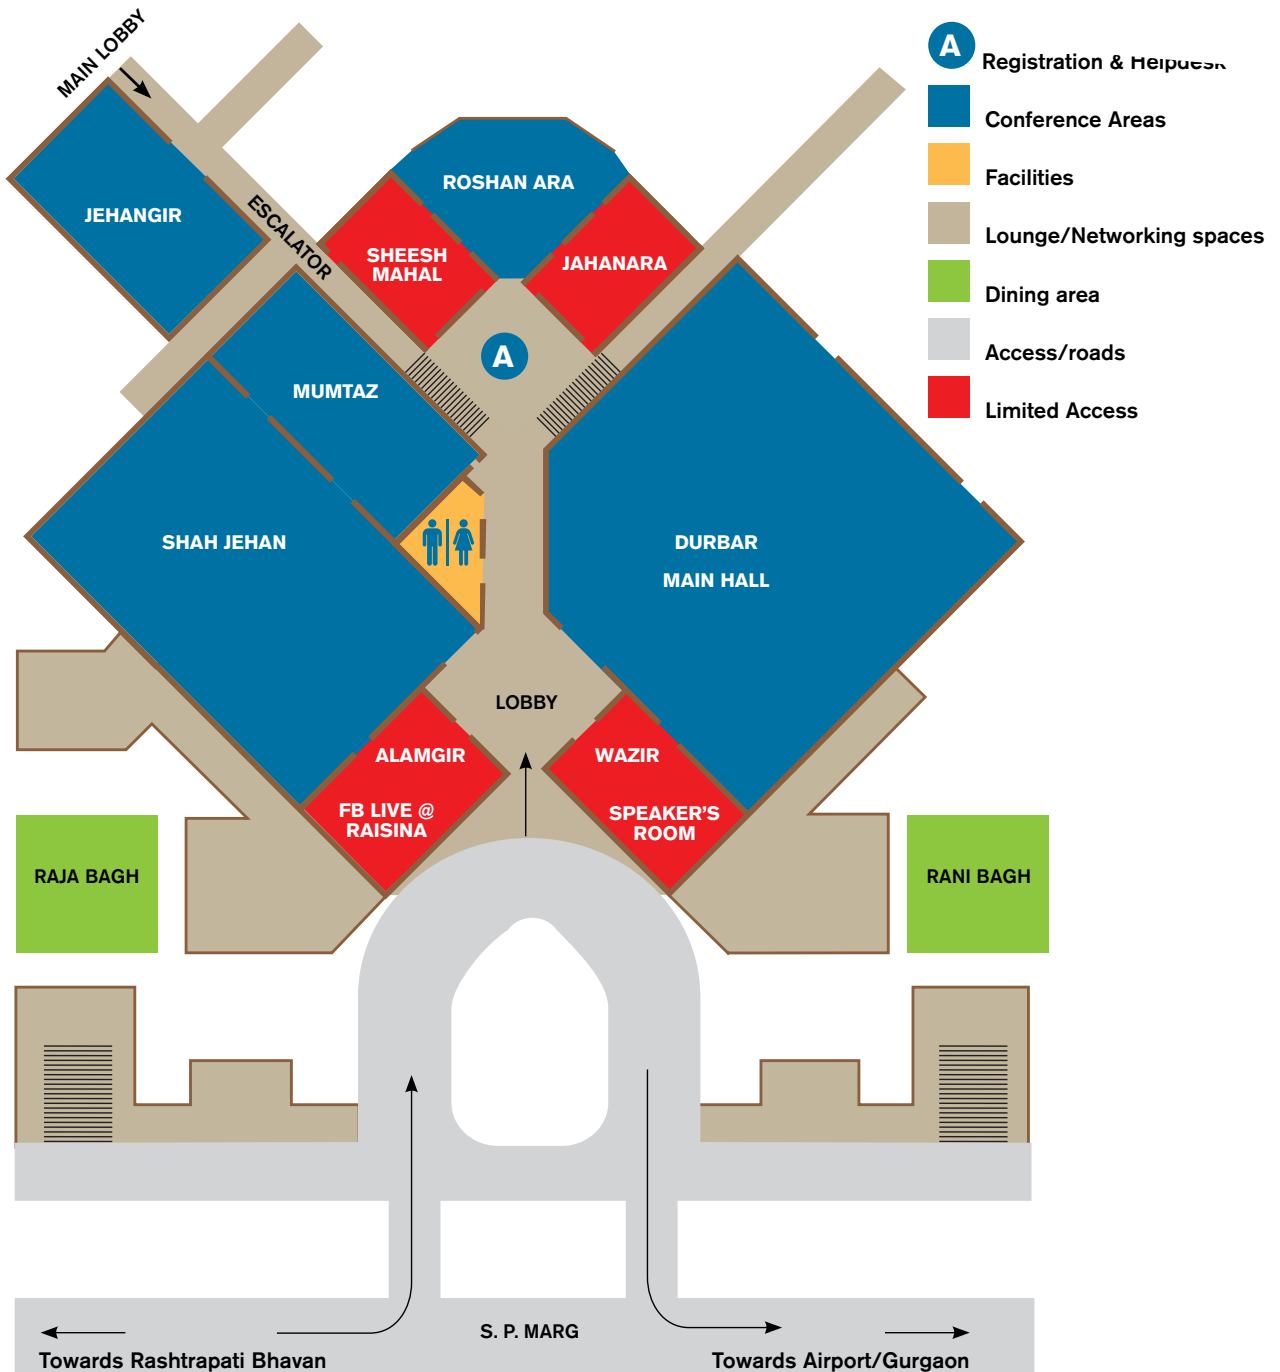 MAIN LOBBY
A
Registration & Helpdesk
Conference Areas
Facilities
Lounge/Networking spaces
Dining area
Access/roads
Limited Access
ROSHAN ARA
JEHANGIR
ESCALATOR
SHEESH
MAHAL
JAHANARA
A
MUMTAZ
SHAH JEHAN
DURBAR
MAIN HALL
LOBBY
ALAMGIR
FB LIVE @
RAISINA
WAZIR
SPEAKER'S
ROOM
RAJA BAGH
RANI BAGH
S. P. MARG
Towards Rashtrapati Bhavan
Towards Airport/Gurgaon